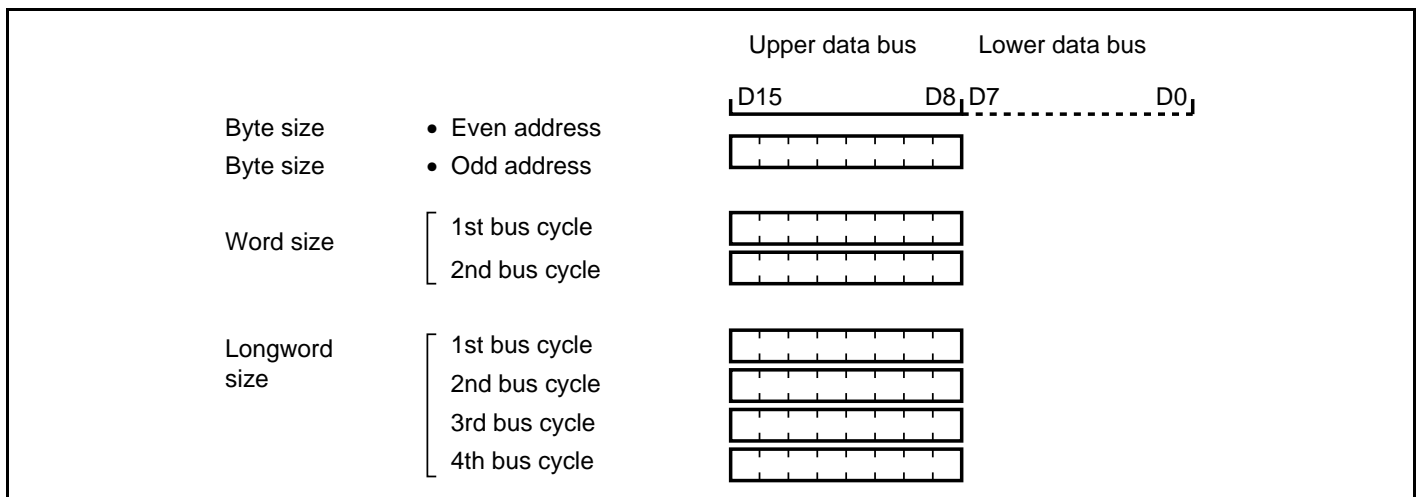 Upper data bus Lower data bus
D15 D8 D7 D0
Byte size • Even address
Byte size • Odd address
Word size 1st bus cycle
2nd bus cycle
Longword size 1st bus cycle
2nd bus cycle
3rd bus cycle
4th bus cycle